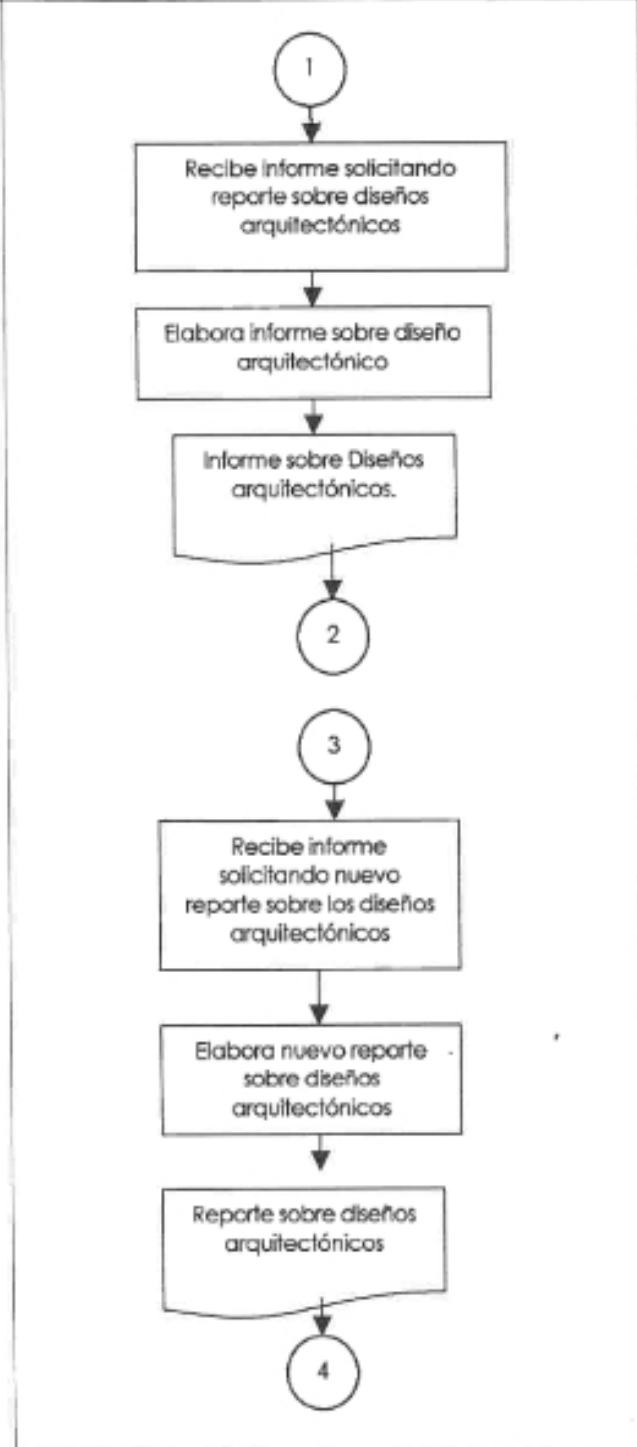 1
Recibe informe solicitando
reporte sobre diseños
arquitectónicos
Elabora informe sobre diseño
arquitectónico
Informe sobre Diseños
arquitectónicos.
2
3
Recibe informe
solicitando nuevo
reporte sobre los diseños
arquitectónicos
Elabora nuevo reporte
sobre diseños
arquitectónicos
Reporte sobre diseños
arquitectónicos
4